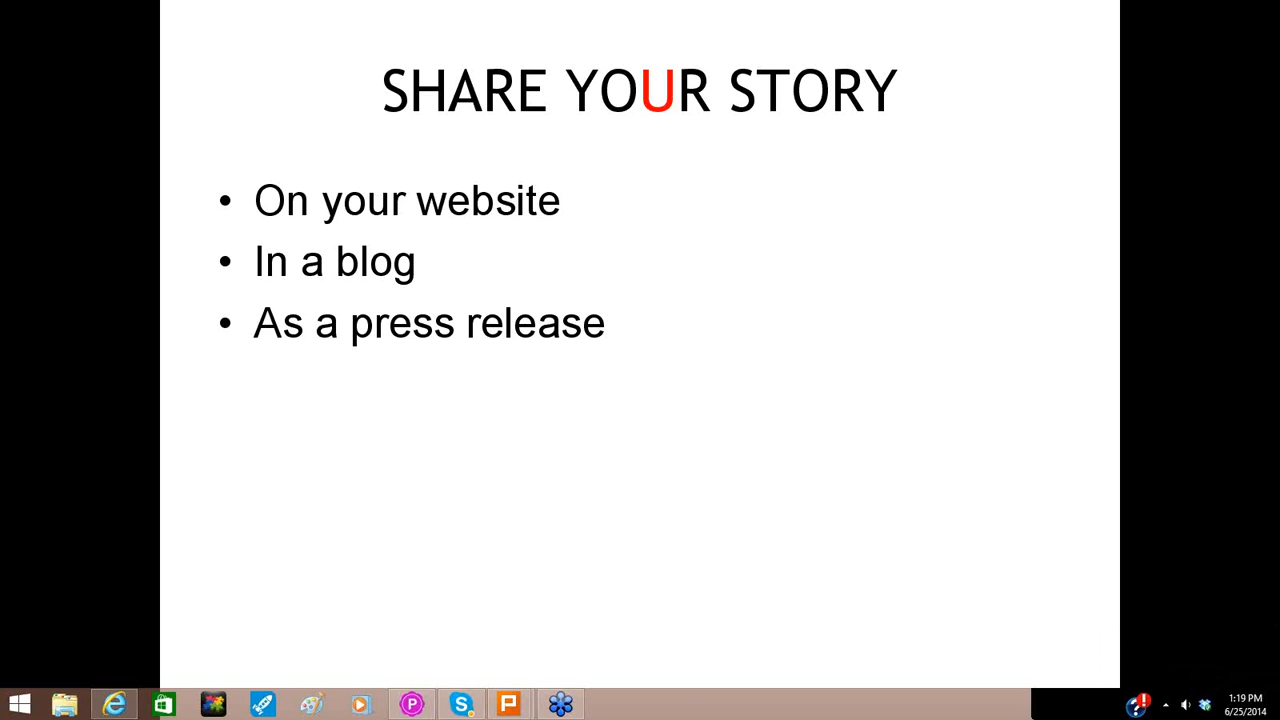 SHARE YOUR STORY
• On your website
• In a blog
• As a press release
P
S
P
1:19 PM
6/25/2014